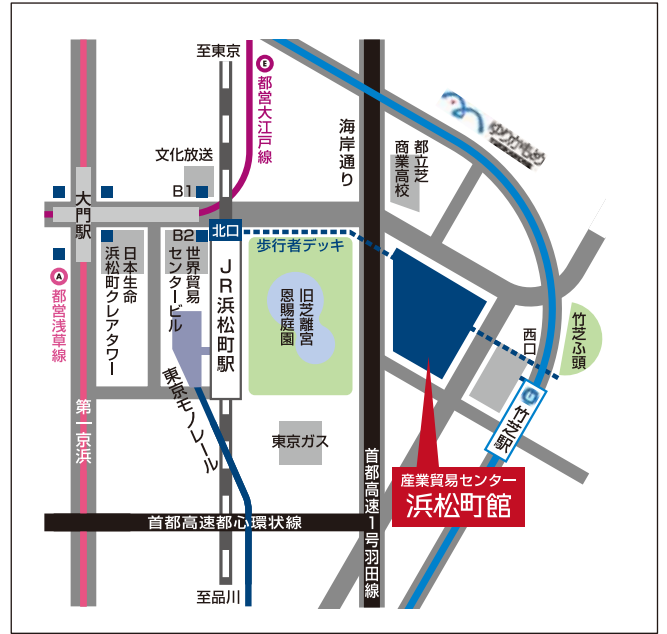 至東京
E
都営大江戸線
海岸通り
ゆりかもめ
都立芝
商業高校
文化放送
B1
大門駅
北口
B2
歩行者デッキ
A
都営浅草線
日本生命
浜松町クレアタワー
世界貿易
センタービル
JR浜松町駅
旧芝離宮
恩賜庭園
西口
竹芝ふ頭
東京モノレール
U
竹芝駅
第一京浜
東京ガス
首都高速1号羽田線
産業貿易センター
浜松町館
首都高速都心環状線
至品川